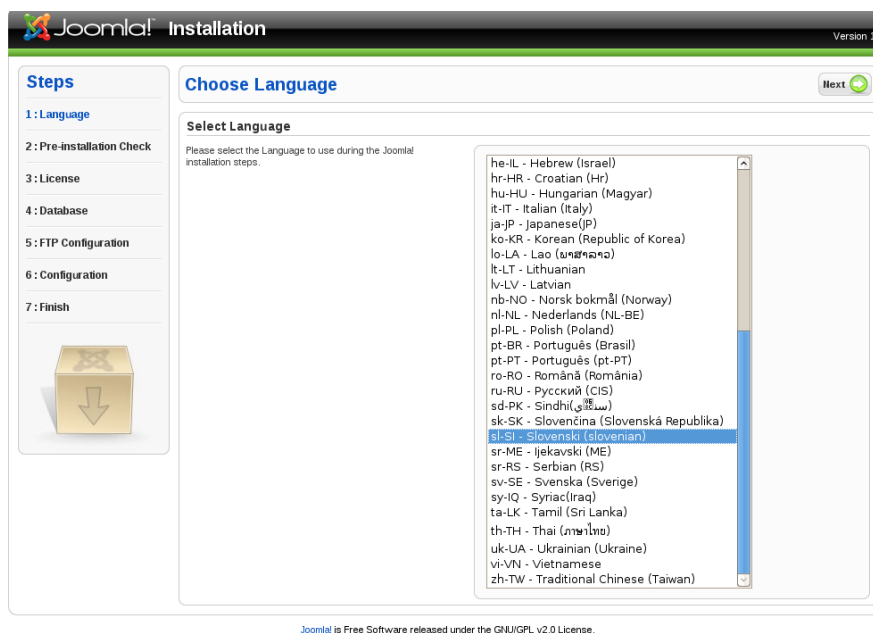 Joomla! Installation
Version 1
Steps
1 : Language
2 : Pre-installation Check
3 : License
4 : Database
5 : FTP Configuration
6 : Configuration
7 : Finish
Choose Language
Next
Select Language
Please select the Language to use during the Joomla!
installation steps.
he-IL - Hebrew (Israel)
hr-HR - Croatian (Hr)
hu-HU - Hungarian (Magyar)
it-IT - Italian (Italy)
ja-JP - Japanese(JP)
ko-KR - Korean (Republic of Korea)
lo-LA - Lao (ພາສາລາວ)
lt-LT - Lithuanian
lv-LV - Latvian
nb-NO - Norsk bokmål (Norway)
nl-NL - Nederlands (NL-BE)
pl-PL - Polish (Poland)
pt-BR - Português (Brasil)
pt-PT - Português (pt-PT)
ro-RO - Română (România)
ru-RU - Русский (CIS)
sd-PK - Sindhi
sk-SK - Slovenčina (Slovenská Republika)
sl-SI - Slovenski (slovenian)
sr-ME - Ijekavski (ME)
sr-RS - Serbian (RS)
sv-SE - Svenska (Sverige)
sy-IQ - Syriac(Iraq)
ta-LK - Tamil (Sri Lanka)
th-TH - Thai (ภาษาไทย)
uk-UA - Ukrainian (Ukraine)
vi-VN - Vietnamese
zh-TW - Traditional Chinese (Taiwan)
Joomla! is Free Software released under the GNU/GPL v2.0 License.